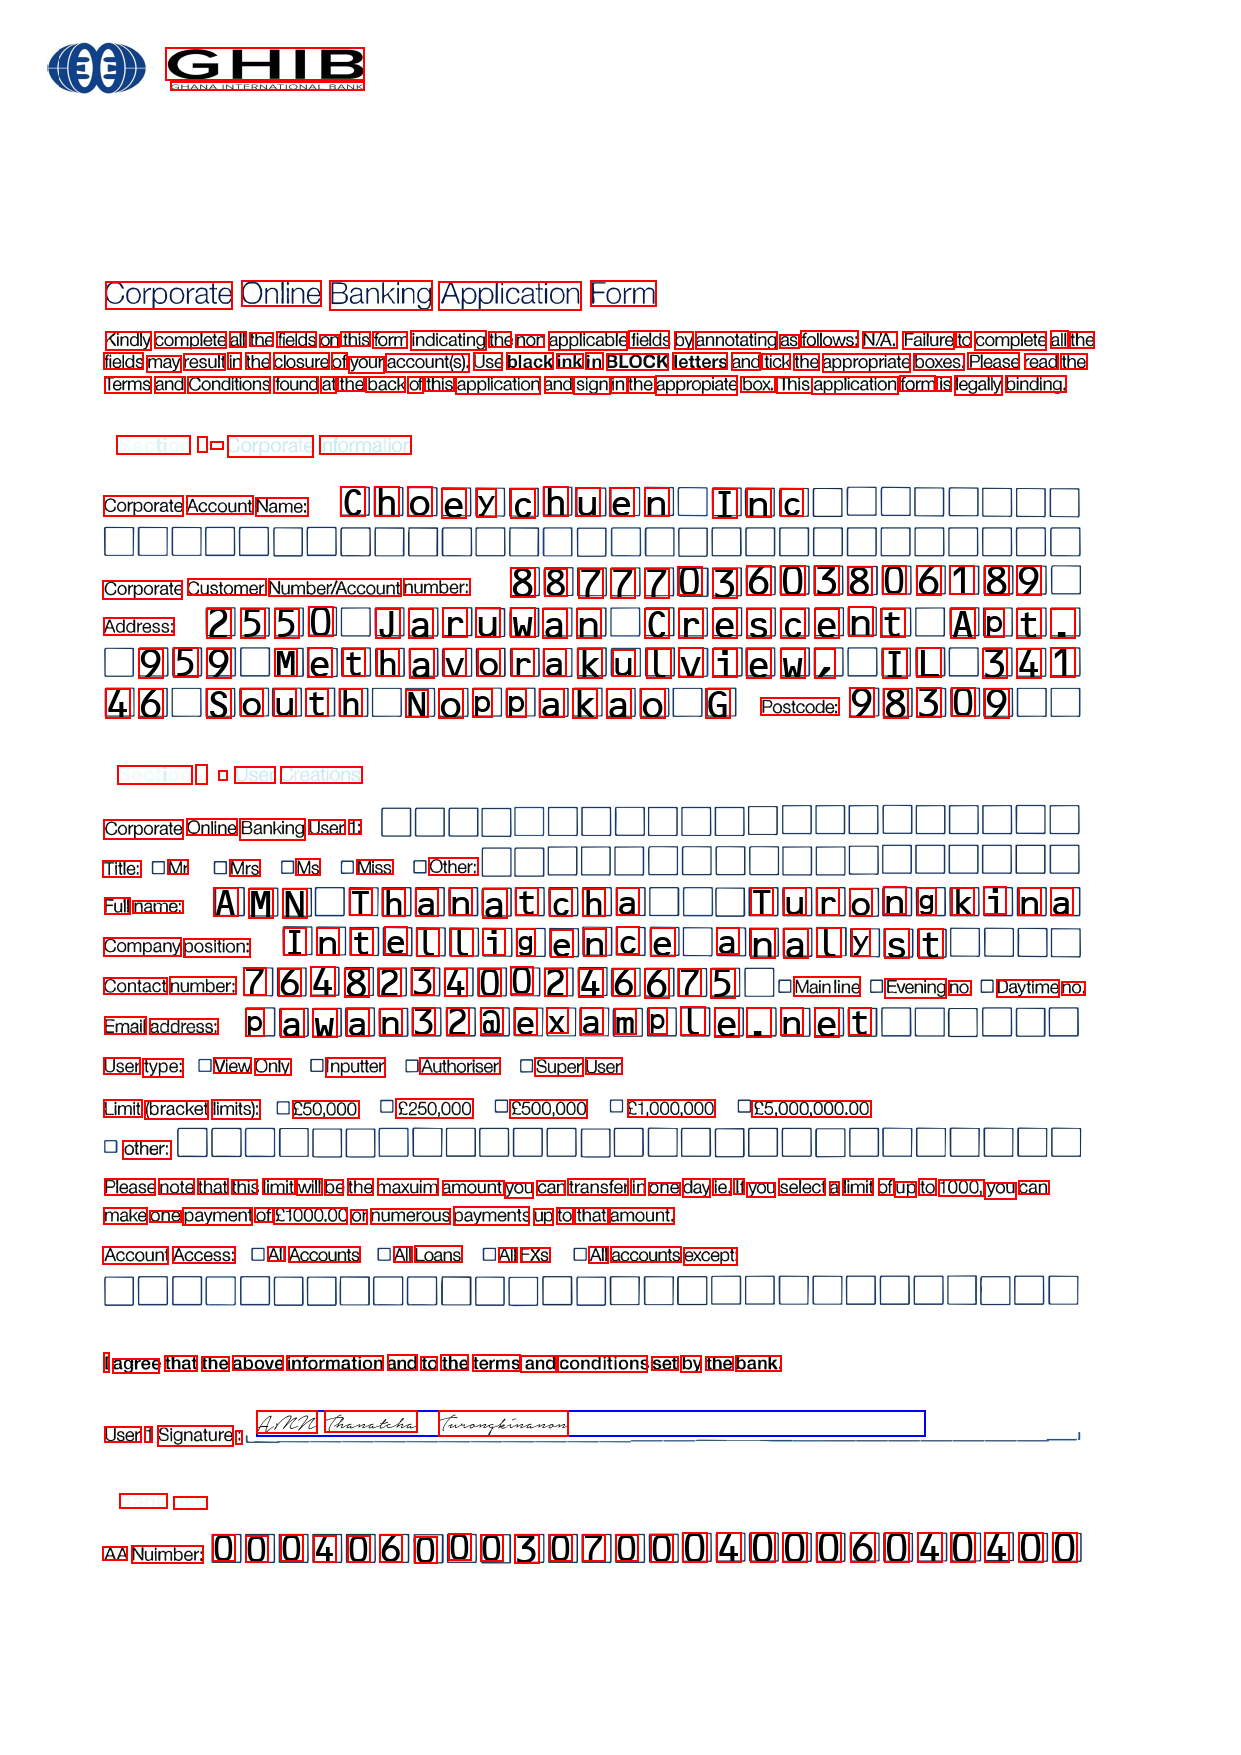 GHIB
GHANA INTERNATIONAL BANK
Corporate Online Banking Application Form
Kindly complete all the fields on this form indicating the non applicable fields by annotating as follows: N/A. Failure to complete all the
fields may result in the closure of your account(s). Use black ink in BLOCK letters and tick the appropriate boxes. Please read the
Terms and Conditions found at the back of this application and sign in the appropiate box. This application form is legally binding.
Section - Corporate Information
Corporate Account Name: Choeychuen Inc
Corporate Customer Number/Account number: 8877703603806189
Address: 2550 Jaruwan Crescent Apt.
959 Methavorakulview, IL 341
46 South Noppakao G Postcode: 98309
Section - User Creations
Corporate Online Banking User 1:
Title: Mr Mrs Ms Miss Other:
Full name: AMN Thanatcha Turongkina
Company position: Intelligence analyst
Contact number: 764823400246675 Main line Evening no Daytime no.
Email address: pawan32@example.net
User type: View Only Inputter Authoriser Super User
Limit (bracket limits): £50,000 £250,000 £500,000 £1,000,000 £5,000,000.00
other:
Please note that this limit will be the maxuim amount you can transfer in one day ie. If you select a limit of up to 1000, you can
make one payment of £1000.00 or numerous payments up to that amount.
Account Access: All Accounts All Loans All FXs All accounts except
I agree that the above information and to the terms and conditions set by the bank.
User 1 Signature : AMN Thanatcha Turongkinanon
AA Nuimber: 00040600030700040006040400